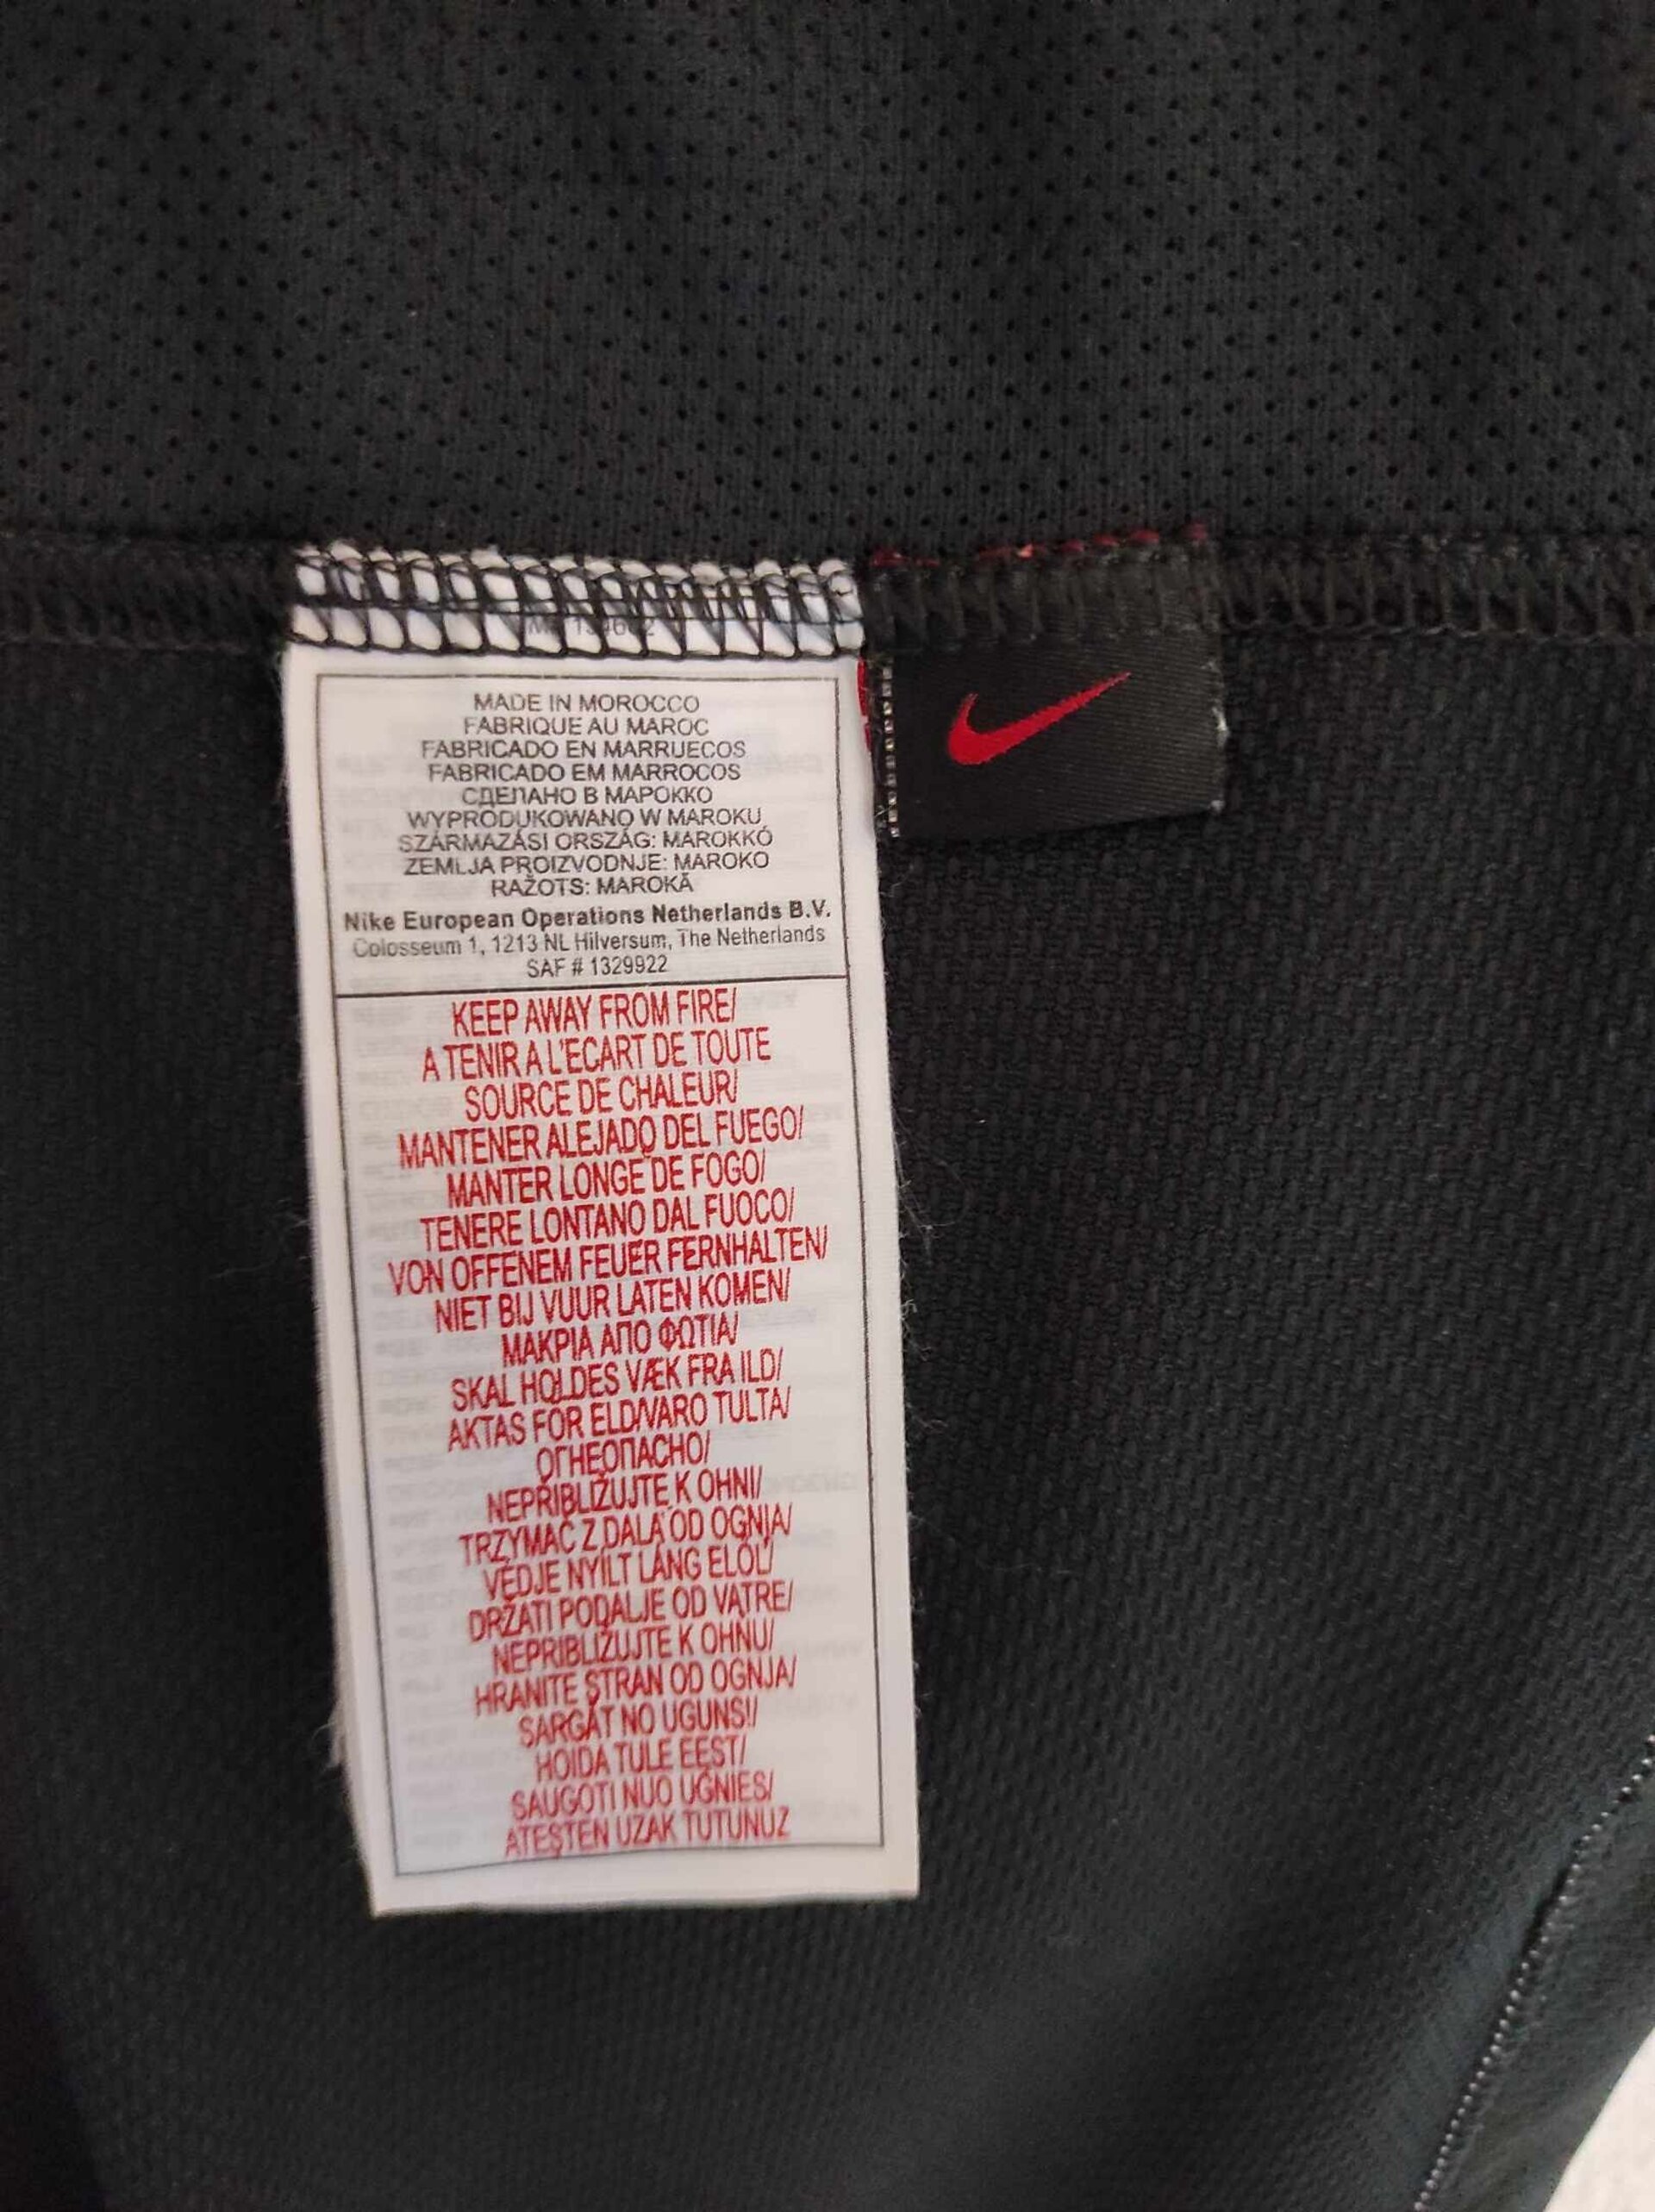 MADE IN MOROCCO
FABRIQUE AU MAROC
FABRICADO EN MARRUECOS
FABRICADO EM MARROCOS
СДЕЛАНО В МАРОККО
WYPRODUKOWANO W MAROKU
SZÁRMAZÁSI ORSZÁG: MAROKKÓ
ZEMLJA PROIZVODNJE: MAROKO
RAŽOTS: MAROKĀ
Nike European Operations Netherlands B.V.
Colosseum 1, 1213 NL Hilversum, The Netherlands
SAF # 1329922
KEEP AWAY FROM FIRE/
A TENIR A L'ECART DE TOUTE
SOURCE DE CHALEUR/
MANTENER ALEJADO DEL FUEGO/
MANTER LONGE DE FOGO/
TENERE LONTANO DAL FUOCO/
VON OFFENEM FEUER FERNHALTEN/
NIET BIJ VUUR LATEN KOMEN/
ΜΑΚΡΙΑ ΑΠΟ ΦΩΤΙΑ/
SKAL HOLDES VÆK FRA ILD/
AKTAS FÖR ELD/VARO TULTA/
ОГНЕОПАСНО/
NEPŘIBLIŽUJTE K OHNI/
TRZYMAĆ Z DALA OD OGNIA/
VÉDJE NYÍLT LÁNG ELŐL/
DRŽATI PODALJE OD VATRE/
NEPRIBLIŽUJTE K OHNU/
HRANITE STRAN OD OGNJA/
SARGĀT NO UGUNS!/
HOIDA TULE EEST/
SAUGOTI NUO UGNIES/
ATEŞTEN UZAK TUTUNUZ